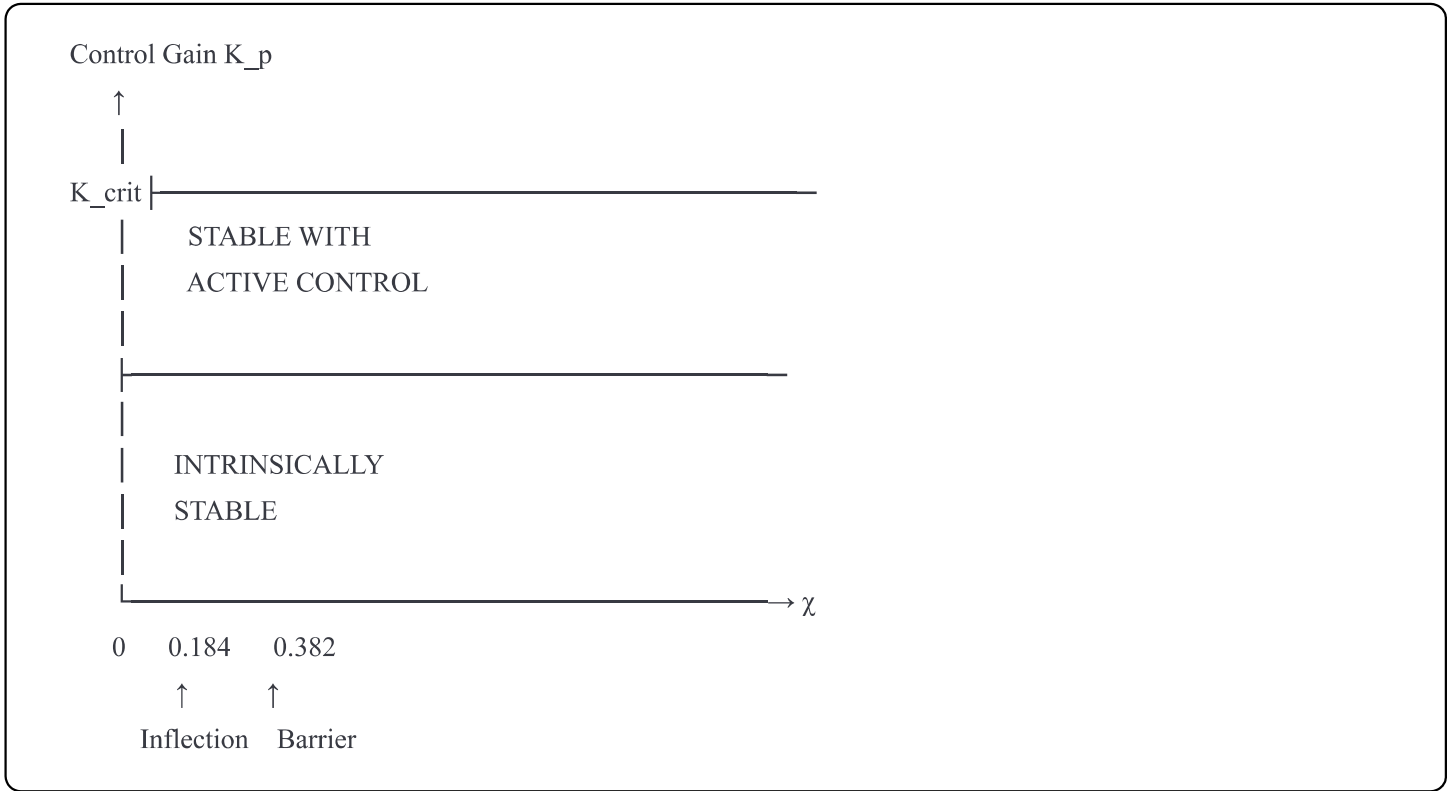 Control Gain K_p
↑
|
K_crit ├────────────────────
| STABLE WITH
| ACTIVE CONTROL
|
├────────────────────
|
| INTRINSICALLY
| STABLE
|
└────────────────────→ χ
0 0.184 0.382
↑ ↑
Inflection Barrier